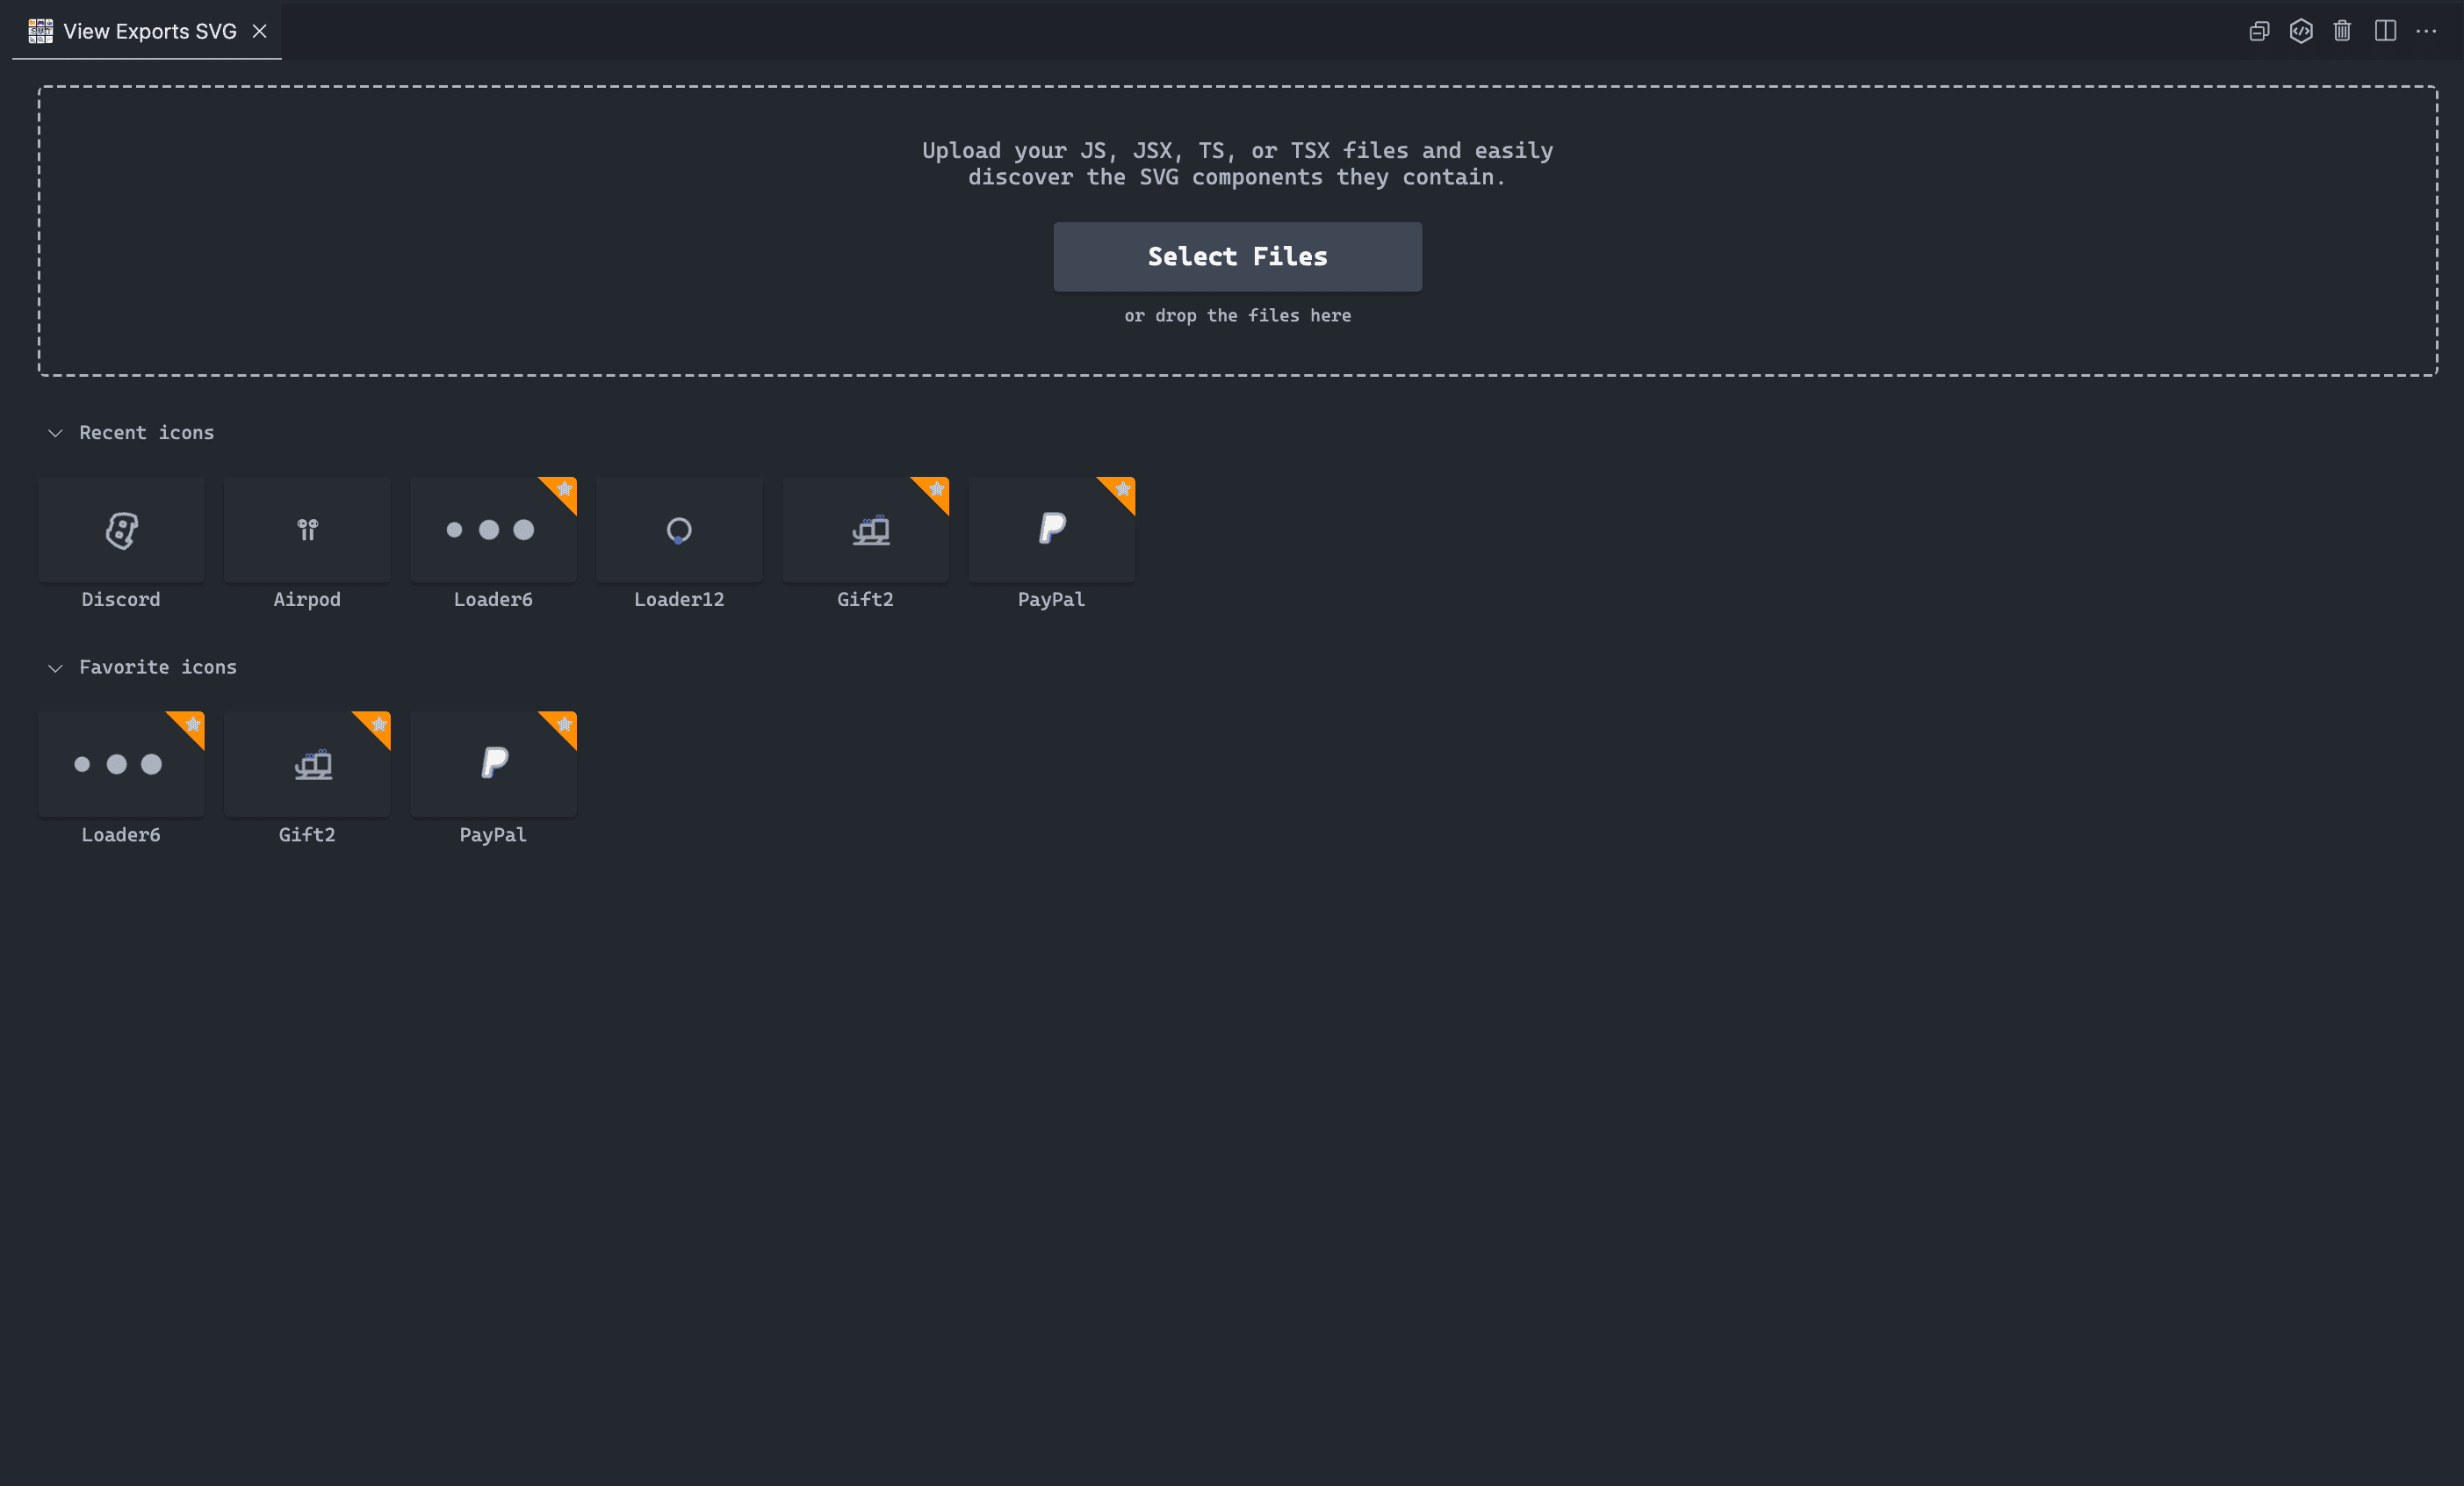 View Exports SVG
Upload your JS, JSX, TS, or TSX files and easily
discover the SVG components they contain.
Select Files
or drop the files here
Recent icons
Discord
Airpod
Loader6
Loader12
Gift2
PayPal
Favorite icons
Loader6
Gift2
PayPal